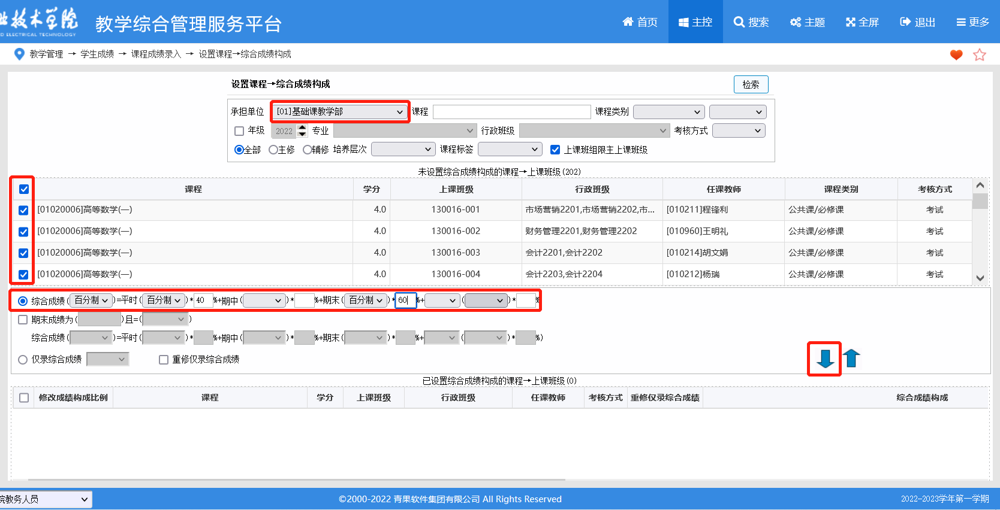 业技术学院
D ELECTRICAL TECHNOLOGY
教学综合管理服务平台
首页 主控 搜索 主题 全屏 退出 更多
教学管理 → 学生成绩 → 课程成绩录入 → 设置课程→综合成绩构成
设置课程→综合成绩构成
检索
承担单位 [01]基础课教学部 课程 课程类别
年级 2022 专业 行政班级 考核方式
全部 主修 辅修 培养层次 课程标签 上课班组限主上课班级
未设置综合成绩构成的课程→上课班级(202)
课程 学分 上课班级 行政班级 任课教师 课程类别 考核方式
[01020006]高等数学(一) 4.0 130016-001 市场营销2201,市场营销2202,市... [010211]程锋利 公共课/必修课 考试
[01020006]高等数学(一) 4.0 130016-002 财务管理2201,财务管理2202 [010960]王明礼 公共课/必修课 考试
[01020006]高等数学(一) 4.0 130016-003 会计2201,会计2202 [010214]胡文娟 公共课/必修课 考试
[01020006]高等数学(一) 4.0 130016-004 会计2203,会计2204 [010212]杨瑞 公共课/必修课 考试
综合成绩(百分制)=平时(百分制)*40%+期中( )* %+期末(百分制)*60%+ ( )* %
期末成绩为( )且=( )
综合成绩( )=平时( )* %+期中( )* %+期末( )* %+ ( )* %)
仅录综合成绩 重修仅录综合成绩
已设置综合成绩构成的课程→上课班级(0)
修改成绩构成比例 课程 学分 上课班级 行政班级 任课教师 考核方式 重修仅录综合成绩 综合成绩构成
院教务人员
©2000-2022 青果软件集团有限公司 All Rights Reserved
2022-2023学年第一学期